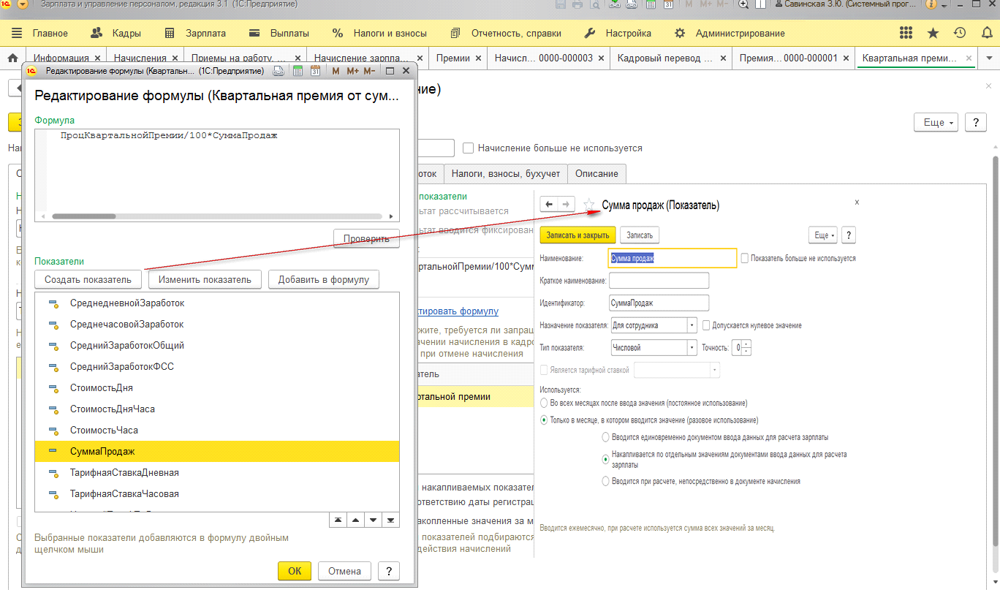 Зарплата и управление персоналом, редакция 3.1 (1С:Предприятие)
M M+ M-
Савинская З.Ю. (Системный прог...
Главное Кадры Зарплата Выплаты Налоги и взносы Отчетность, справки Настройка Администрирование
Информация × Начисления × Приемы на работу, ... × Начисление зарпла... × Премии × Начисл... 0000-000003 × Кадровый перевод ... × Премия... 0000-000001 × Квартальная преми... ×
Редактирование формулы (Квартальн... (1С:Предприятие) M M+ M-
Редактирование формулы (Квартальная премия от сум...
ние)
Формула
ПроцКвартальнойПремии/100*СуммаПродаж
Проверить
Показатели
Создать показатель Изменить показатель Добавить в формулу
СреднедневнойЗаработок
СреднечасовойЗаработок
СреднийЗаработокОбщий
СреднийЗаработокФСС
СтоимостьДня
СтоимостьДняЧаса
СтоимостьЧаса
СуммаПродаж
ТарифнаяСтавкаДневная
ТарифнаяСтавкаЧасовая
Выбранные показатели добавляются в формулу двойным
щелчком мыши
ОК Отмена ?
Еще ?
Начисление больше не используется
оток Налоги, взносы, бухучет Описание
показатели
ьтат рассчитывается
ьтат вводится фиксирован
ртальнойПремии/100*Сумм
ктировать формулу
жите, требуется ли запраш
начении начисления в кадро
при отмене начисления
атель
ртальной премии
накапливаемых показател
ответствию даты регистрац
акопленные значения за м
показателей подбираются
действия начислений
Сумма продаж (Показатель) x
Записать и закрыть Записать Еще ?
Наименование: Сумма продаж Показатель больше не используется
Краткое наименование:
Идентификатор: СуммаПродаж
Назначение показателя: Для сотрудника Допускается нулевое значение
Тип показателя: Числовой Точность: 0
Является тарифной ставкой
Используется:
Во всех месяцах после ввода значения (постоянное использование)
Только в месяце, в котором вводится значение (разовое использование)
Вводится единовременно документом ввода данных для расчета зарплаты
Накапливается по отдельным значениям документами ввода данных для расчета
зарплаты
Вводится при расчете, непосредственно в документе начисления
Вводится ежемесячно, при расчете используется сумма всех значений за месяц.